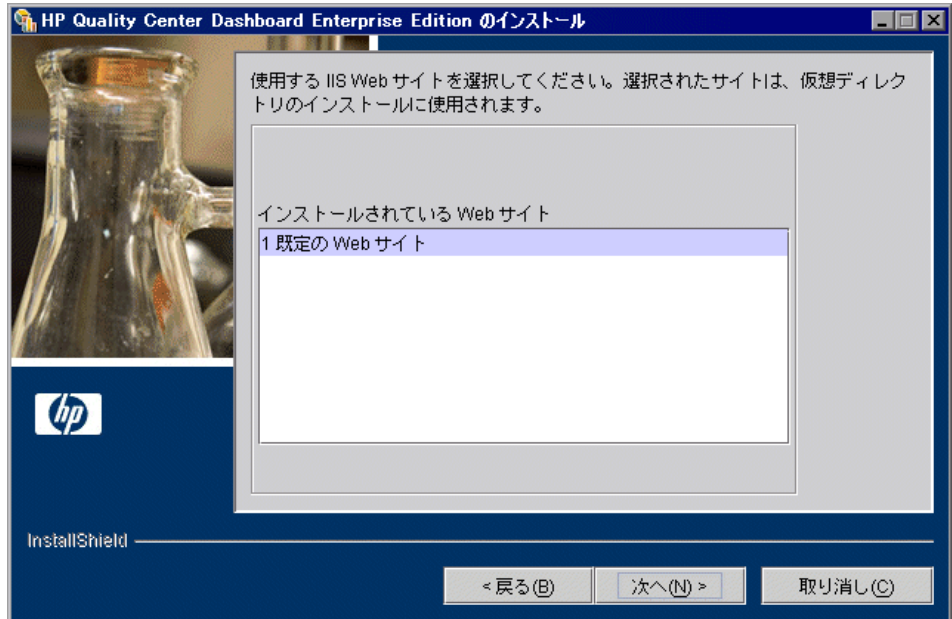 HP Quality Center Dashboard Enterprise Edition のインストール
使用する IIS Web サイトを選択してください。選択されたサイトは、仮想ディレク
トリのインストールに使用されます。
インストールされている Web サイト
1 既定の Web サイト
hp
InstallShield
< 戻る(B)
次へ(N) >
取り消し(C)